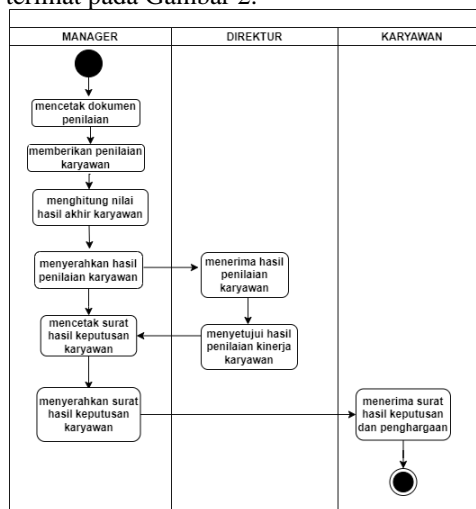 terlihat pada Gambar 2.
MANAGER
DIREKTUR
KARYAWAN
mencetak dokumen
penilaian
memberikan penilaian
karyawan
menghitung nilai
hasil akhir karyawan
menyerahkan hasil
penilaian karyawan
menerima hasil
penilaian
karyawan
menyetujui hasil
penilaian kinerja
karyawan
mencetak surat
hasil keputusan
karyawan
menyerahkan surat
hasil keputusan
karyawan
menerima surat
hasil keputusan
dan penghargaan